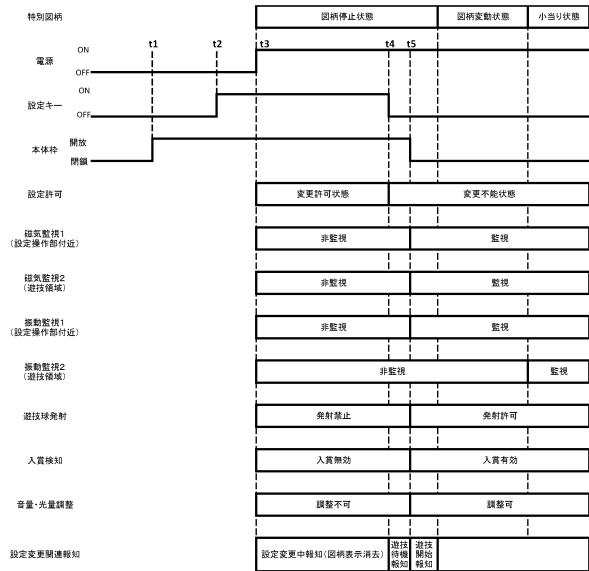 特別図柄 図柄停止状態 図柄変動状態 小当り状態
t1 t2 t3 t4 t5
電源 ON
OFF
設定キー ON
OFF
本体枠 開放
閉鎖
設定許可 変更許可状態 変更不能状態
磁気監視1
(設定操作部付近) 非監視 監視
磁気監視2
(遊技領域) 非監視 監視
振動監視1
(設定操作部付近) 非監視 監視
振動監視2
(遊技領域) 非監視 監視
遊技球発射 発射禁止 発射許可
入賞検知 入賞無効 入賞有効
音量・光量調整 調整不可 調整可
設定変更関連報知 設定変更中報知(図柄表示消去) 遊技待機報知 遊技開始報知